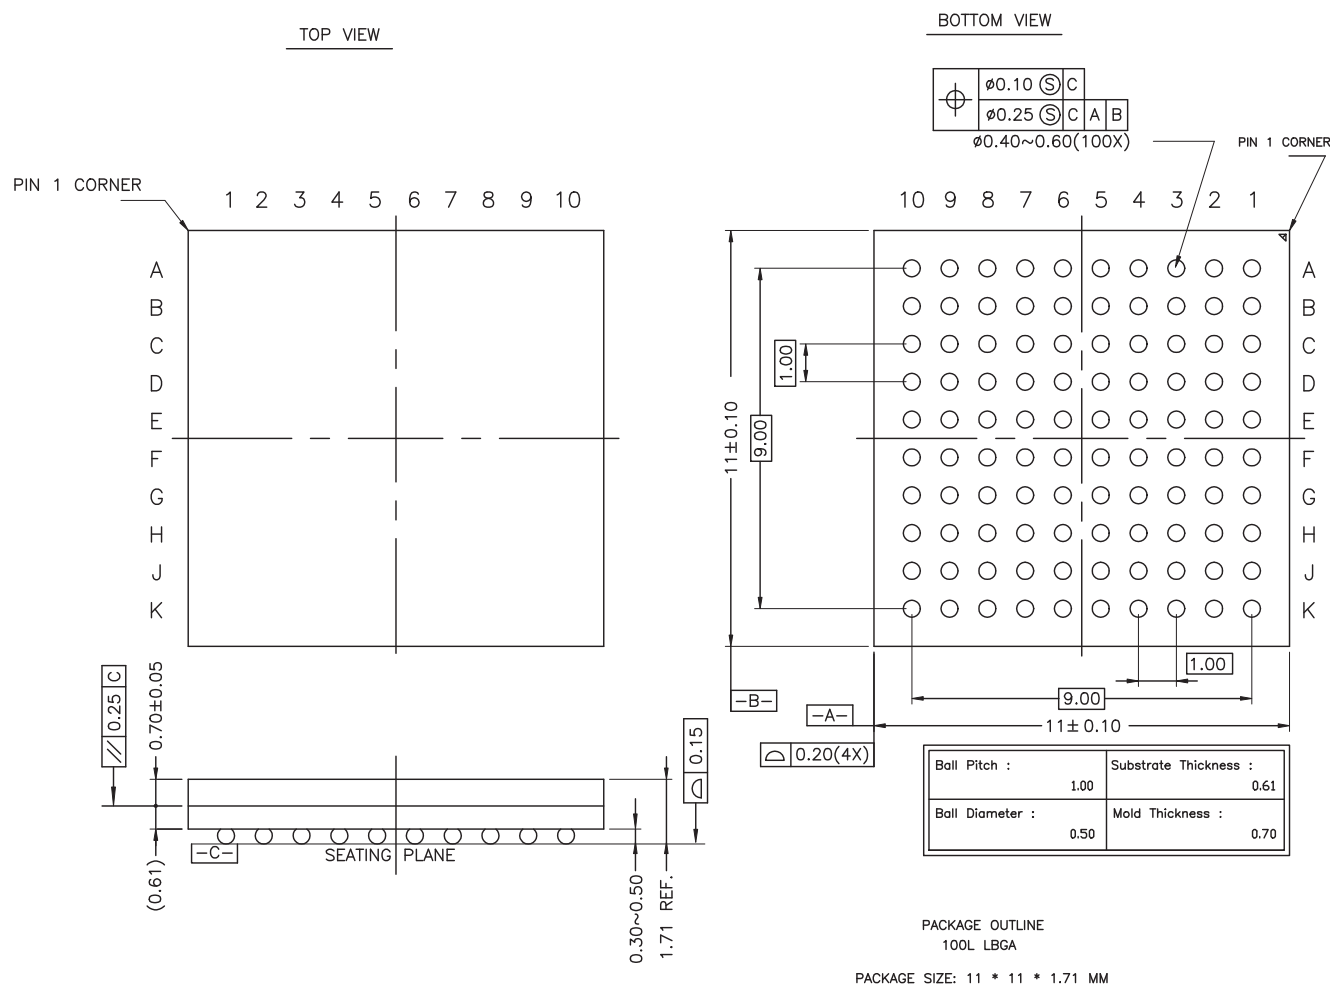 TOP VIEW
BOTTOM VIEW
ø0.10 Ⓢ C
ø0.25 Ⓢ C A B
ø0.40~0.60(100X)
PIN 1 CORNER
PIN 1 CORNER
1 2 3 4 5 6 7 8 9 10
10 9 8 7 6 5 4 3 2 1
A
B
C
D
E
F
G
H
J
K
A
B
C
D
E
F
G
H
J
K
1.00
9.00
11±0.10
1.00
9.00
11±0.10
-B-
-A-
⌓ 0.20(4X)
// 0.25 C
0.70±0.05
(0.61)
⌓ 0.15
-C-
SEATING PLANE
0.30~0.50
1.71 REF.
Ball Pitch :
1.00
Substrate Thickness :
0.61
Ball Diameter :
0.50
Mold Thickness :
0.70
PACKAGE OUTLINE
100L LBGA
PACKAGE SIZE: 11 * 11 * 1.71 MM